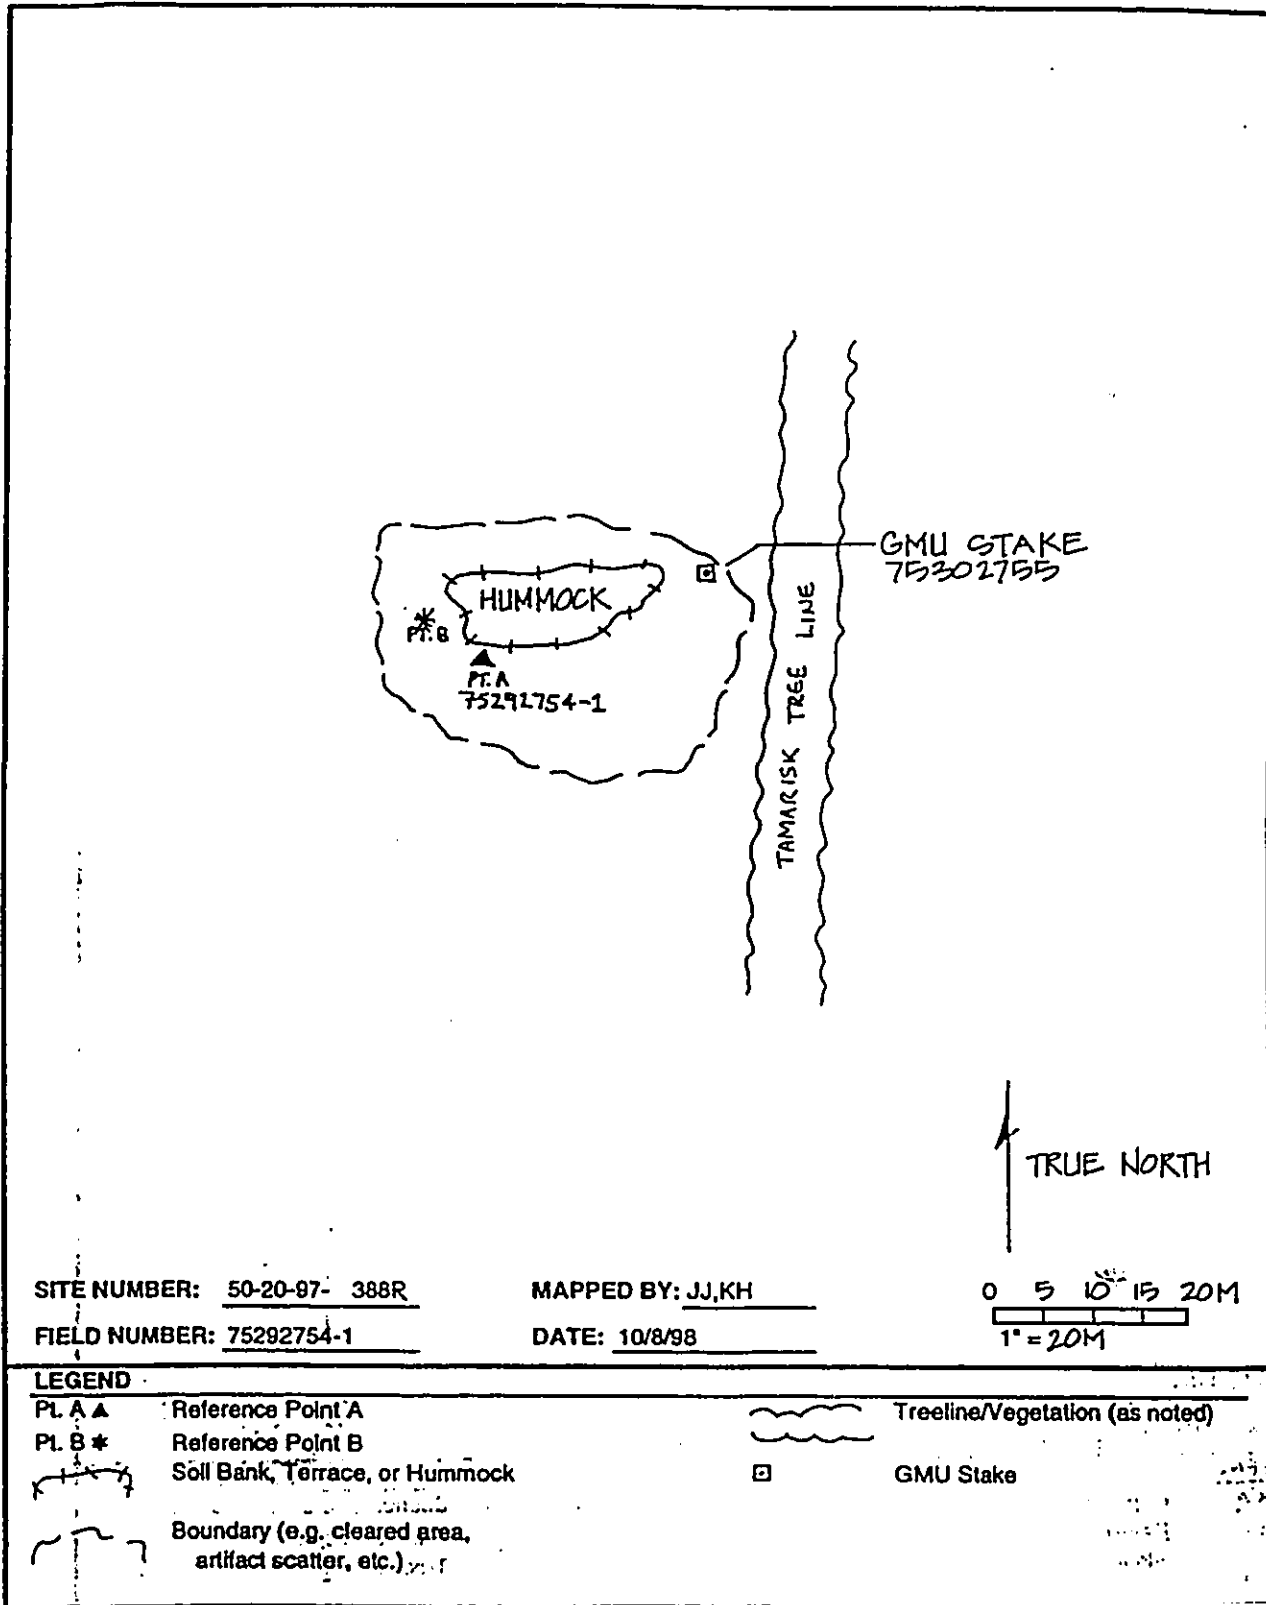 GMU STAKE
75302755
HUMMOCK
PT. B
PT. A
75292754-1
TAMARISK TREE LINE
TRUE NORTH
SITE NUMBER: 50-20-97- 388R
MAPPED BY: JJ,KH
0 5 10 15 20M
FIELD NUMBER: 75292754-1
DATE: 10/8/98
1" = 20M
LEGEND
Pt. A Reference Point A
Treeline/Vegetation (as noted)
Pt. B Reference Point B
Soil Bank, Terrace, or Hummock
GMU Stake
Boundary (e.g. cleared area,
artifact scatter, etc.)